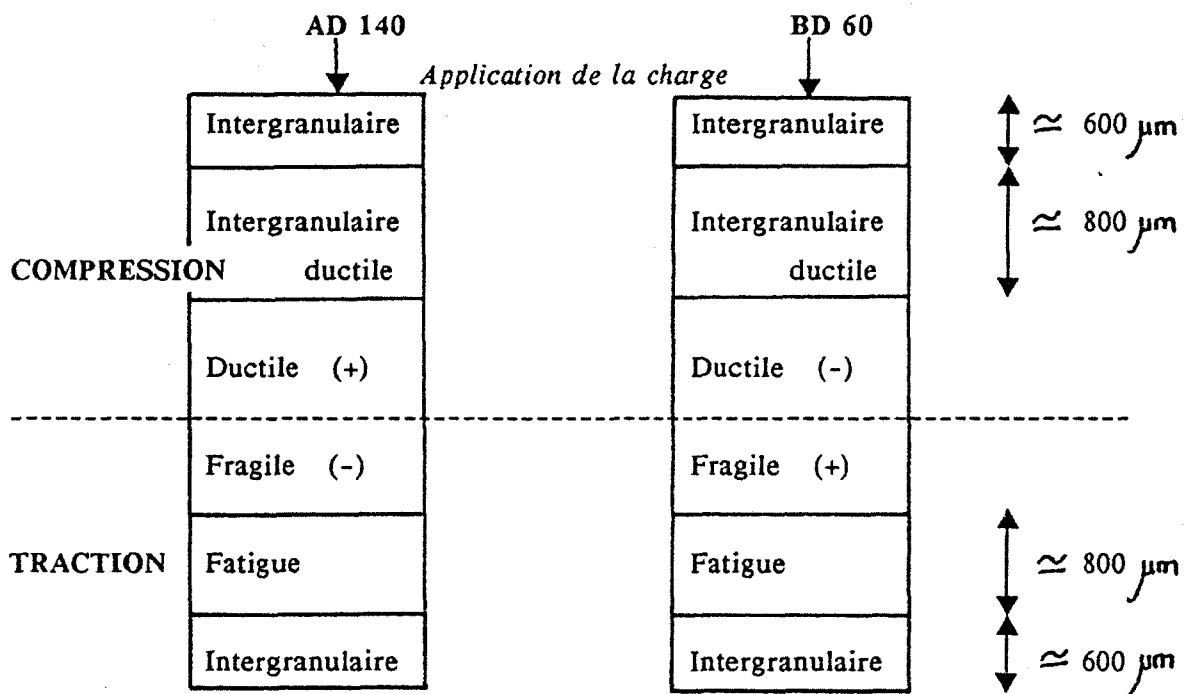 AD 140 BD 60
Application de la charge
Intergranulaire Intergranulaire ≃ 600 µm
Intergranulaire Intergranulaire ≃ 800 µm
COMPRESSION ductile ductile
Ductile (+) Ductile (-)
Fragile (-) Fragile (+)
TRACTION Fatigue Fatigue ≃ 800 µm
Intergranulaire Intergranulaire ≃ 600 µm